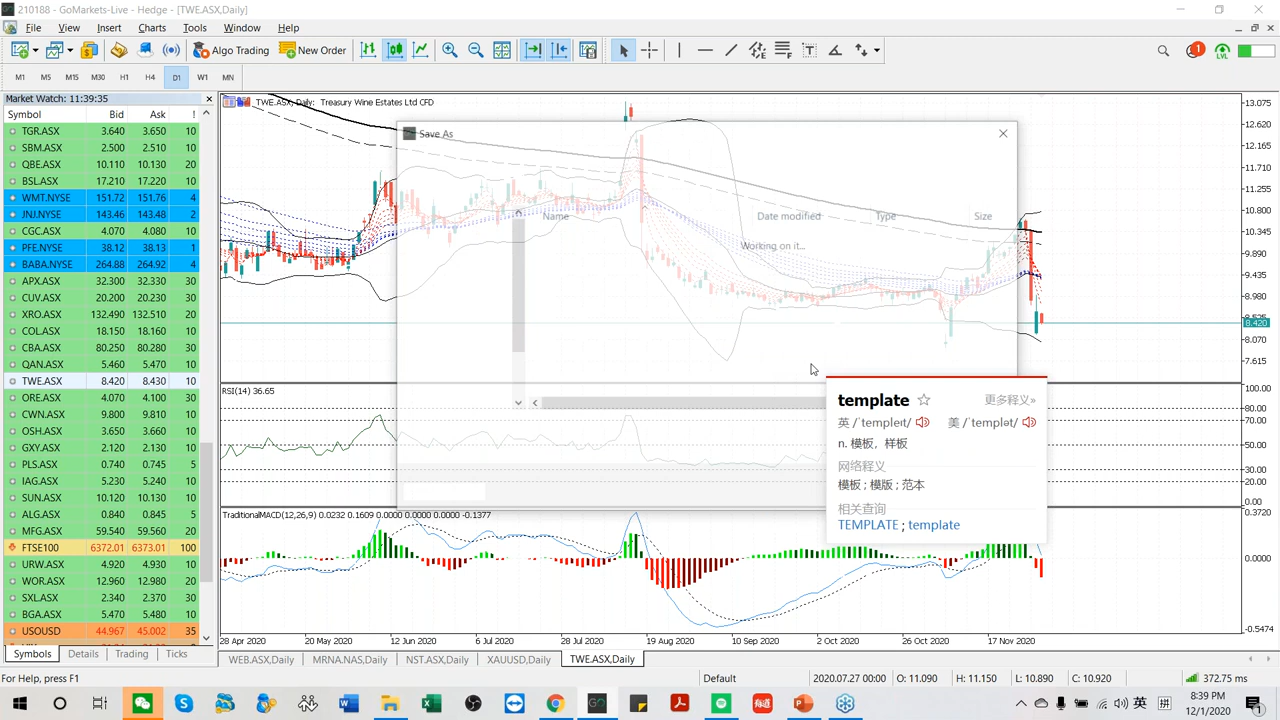 210188 - GoMarkets-Live - Hedge - [TWE.ASX,Daily]
File View Insert Charts Tools Window Help
Algo Trading New Order 1 LVL
M1 M5 M15 M30 H1 H4 D1 W1 MN
Market Watch: 11:39:35
Symbol Bid Ask !
TGR.ASX 3.640 3.650 10
SBM.ASX 2.500 2.510 10
QBE.ASX 10.110 10.130 20
BSL.ASX 17.210 17.220 10
WMT.NYSE 151.72 151.76 4
JNJ.NYSE 143.46 143.48 2
CGC.ASX 4.070 4.080 10
PFE.NYSE 38.12 38.13 1
BABA.NYSE 264.88 264.92 4
APX.ASX 32.300 32.330 30
CUV.ASX 20.200 20.230 30
XRO.ASX 132.490 132.510 20
COL.ASX 18.150 18.160 10
CBA.ASX 80.250 80.280 30
QAN.ASX 5.460 5.470 10
TWE.ASX 8.420 8.430 10
ORE.ASX 4.070 4.100 30
CWN.ASX 9.800 9.810 10
OSH.ASX 3.650 3.660 10
GXY.ASX 2.120 2.130 10
PLS.ASX 0.740 0.745 5
IAG.ASX 5.230 5.240 10
SUN.ASX 10.120 10.130 10
ALG.ASX 0.840 0.845 5
MFG.ASX 59.540 59.560 20
FTSE100 6372.01 6373.01 100
URW.ASX 4.920 4.930 10
WOR.ASX 12.960 12.980 20
SXL.ASX 2.340 2.370 30
BGA.ASX 5.470 5.480 10
USOUSD 44.967 45.002 35
Symbols Details Trading Ticks
TWE.ASX, Daily: Treasury Wine Estates Ltd CFD
Save As
Name Date modified Type Size
Working on it...
13.075
12.620
12.165
11.710
11.255
10.800
10.345
9.890
9.435
8.980
8.420
8.070
7.615
template 更多释义»
英 /ˈtempleɪt/ 美 /ˈtemplət/
n. 模板，样板
网络释义
模板 ; 模版 ; 范本
相关查询
TEMPLATE ; template
RSI(14) 36.65
100.00
80.00
70.00
50.00
30.00
20.00
0.00
TraditionalMACD(12,26,9) 0.0232 0.1609 0.0000 0.0000 0.0000 -0.1377
0.3720
0.0000
-0.5474
28 Apr 2020 20 May 2020 12 Jun 2020 6 Jul 2020 28 Jul 2020 19 Aug 2020 10 Sep 2020 2 Oct 2020 26 Oct 2020 17 Nov 2020
WEB.ASX,Daily MRNA.NAS,Daily NST.ASX,Daily XAUUSD,Daily TWE.ASX,Daily
For Help, press F1 Default 2020.07.27 00:00 O: 11.090 H: 11.150 L: 10.890 C: 10.920 372.75 ms
英 拼 8:39 PM
12/1/2020